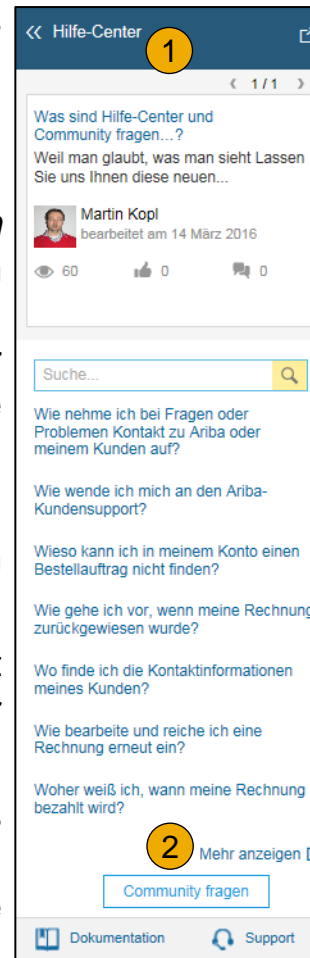 Hilfe-Center
1
1 / 1
Was sind Hilfe-Center und
Community fragen…?
Weil man glaubt, was man sieht Lassen
Sie uns Ihnen diese neuen...
Martin Kopl
bearbeitet am 14 März 2016
60 0 0
Suche...
Wie nehme ich bei Fragen oder
Problemen Kontakt zu Ariba oder
meinem Kunden auf?
Wie wende ich mich an den Ariba-
Kundensupport?
Wieso kann ich in meinem Konto einen
Bestellauftrag nicht finden?
Wie gehe ich vor, wenn meine Rechnung
zurückgewiesen wurde?
Wo finde ich die Kontaktinformationen
meines Kunden?
Wie bearbeite und reiche ich eine
Rechnung erneut ein?
Woher weiß ich, wann meine Rechnung
bezahlt wird?
2
Mehr anzeigen
Community fragen
Dokumentation Support